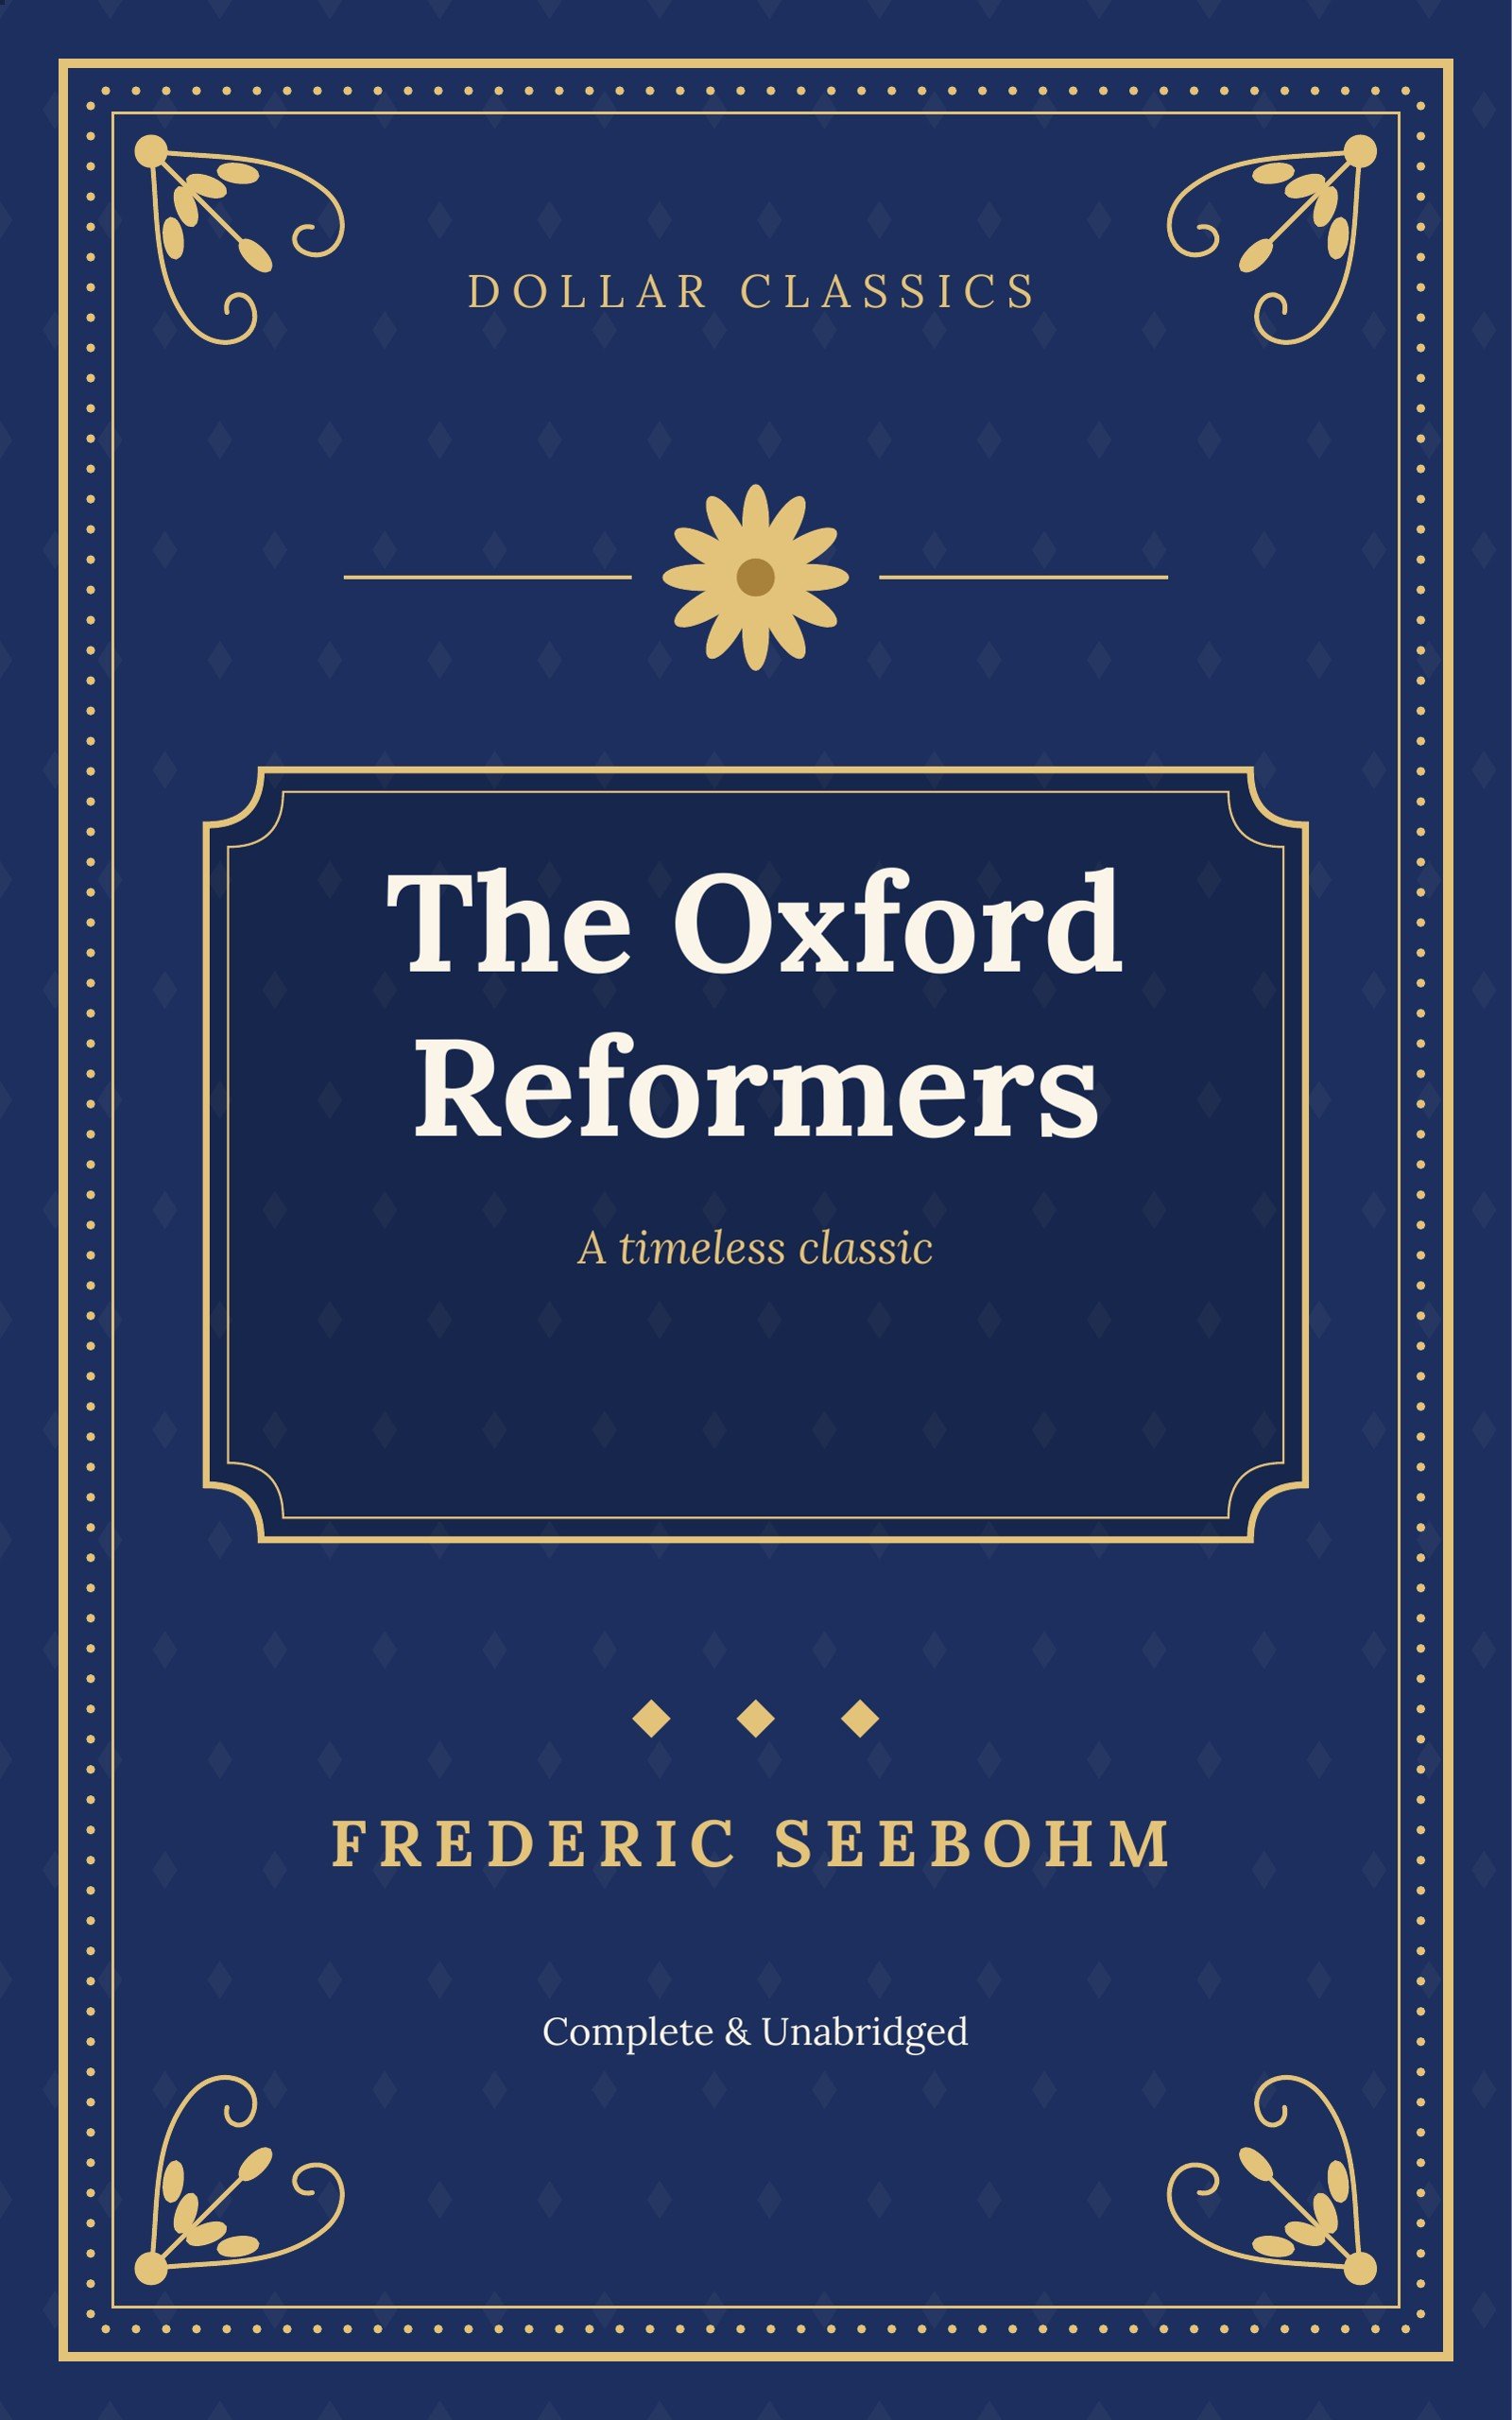 DOLLAR CLASSICS
The Oxford
Reformers
A timeless classic
FREDERIC SEEBOHM
Complete & Unabridged